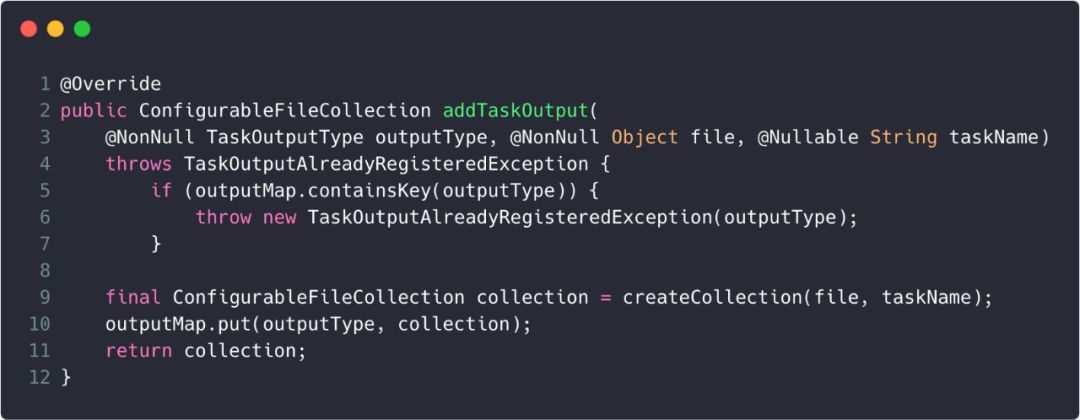 1 @Override
2 public ConfigurableFileCollection addTaskOutput(
3     @NonNull TaskOutputType outputType, @NonNull Object file, @Nullable String taskName)
4     throws TaskOutputAlreadyRegisteredException {
5         if (outputMap.containsKey(outputType)) {
6             throw new TaskOutputAlreadyRegisteredException(outputType);
7         }
8
9     final ConfigurableFileCollection collection = createCollection(file, taskName);
10     outputMap.put(outputType, collection);
11     return collection;
12 }